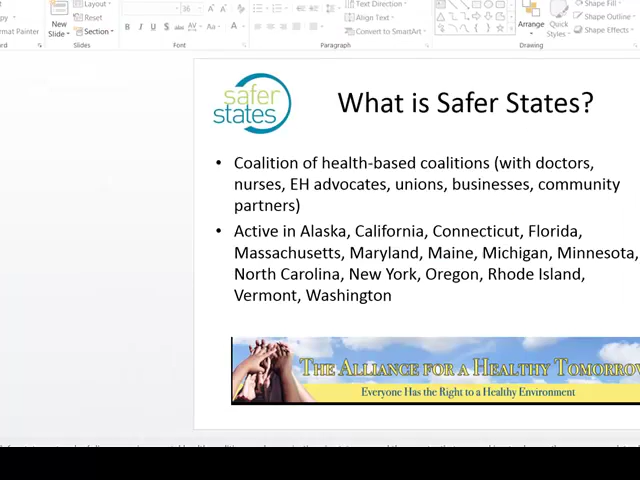 Layout
Reset
Section
New
Slide
Format Painter
Slides
Font
36
Text Direction
Align Text
Convert to SmartArt
Paragraph
Arrange
Quick
Styles
Shape Fill
Shape Outline
Shape Effects
Drawing
safer
states
What is Safer States?
• Coalition of health-based coalitions (with doctors,
nurses, EH advocates, unions, businesses, community
partners)
• Active in Alaska, California, Connecticut, Florida,
Massachusetts, Maryland, Maine, Michigan, Minnesota,
North Carolina, New York, Oregon, Rhode Island,
Vermont, Washington
The Alliance for a Healthy Tomorrow
Everyone Has the Right to a Healthy Environment